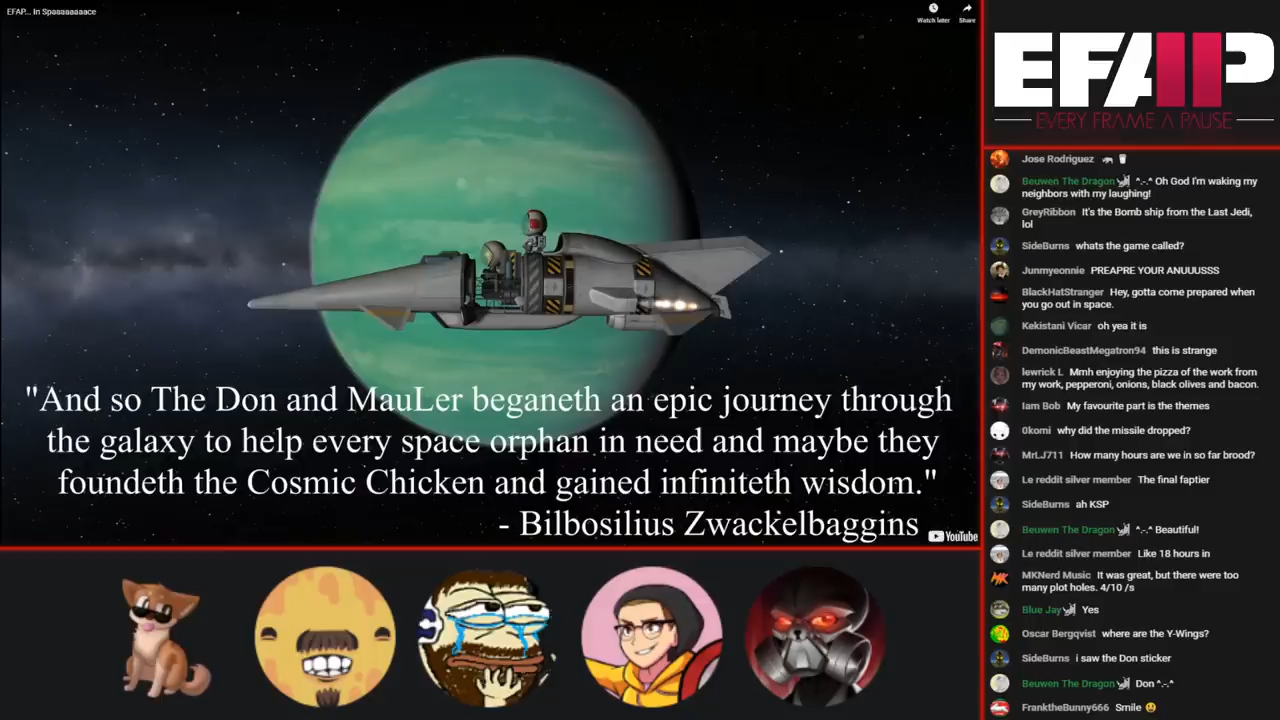 EFAP... In Spaaaaaaaace
Watch later
Share
"And so The Don and MauLer beganeth an epic journey through
the galaxy to help every space orphan in need and maybe they
foundeth the Cosmic Chicken and gained infiniteth wisdom."
- Bilbosilius Zwackelbaggins
YouTube
EFAP
EVERY FRAME A PAUSE
Jose Rodriguez
Beuwen The Dragon ^.-.^ Oh God I'm waking my
neighbors with my laughing!
GreyRibbon It's the Bomb ship from the Last Jedi,
lol
SideBurns whats the game called?
Junmyeonnie PREAPRE YOUR ANUUUSSS
BlackHatStranger Hey, gotta come prepared when
you go out in space.
Kekistani Vicar oh yea it is
DemonicBeastMegatron94 this is strange
lewrick L Mmh enjoying the pizza of the work from
my work, pepperoni, onions, black olives and bacon.
Iam Bob My favourite part is the themes
0komi why did the missile dropped?
MrLJ711 How many hours are we in so far brood?
Le reddit silver member The final faptier
SideBurns ah KSP
Beuwen The Dragon ^.-.^ Beautiful!
Le reddit silver member Like 18 hours in
MKNerd Music It was great, but there were too
many plot holes. 4/10 /s
Blue Jay Yes
Oscar Bergqvist where are the Y-Wings?
SideBurns i saw the Don sticker
Beuwen The Dragon Don ^.-.^
FranktheBunny666 Smile